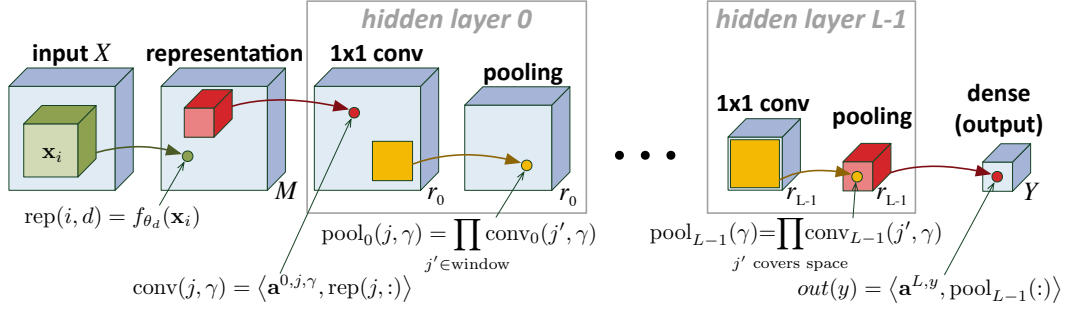 hidden layer 0
hidden layer L-1
input X
representation
1x1 conv
pooling
1x1 conv
pooling
dense
(output)
x_i
M
r_0
r_0
r_{L-1}
r_{L-1}
Y
rep(i, d) = f_{θ_d}(x_i)
pool_0(j, γ) = ∏_{j'∈window} conv_0(j', γ)
pool_{L−1}(γ)=∏_{j' covers space} conv_{L−1}(j', γ)
conv(j, γ) = ⟨a^{0,j,γ}, rep(j, :)⟩
out(y) = ⟨a^{L,y}, pool_{L−1}(:)⟩